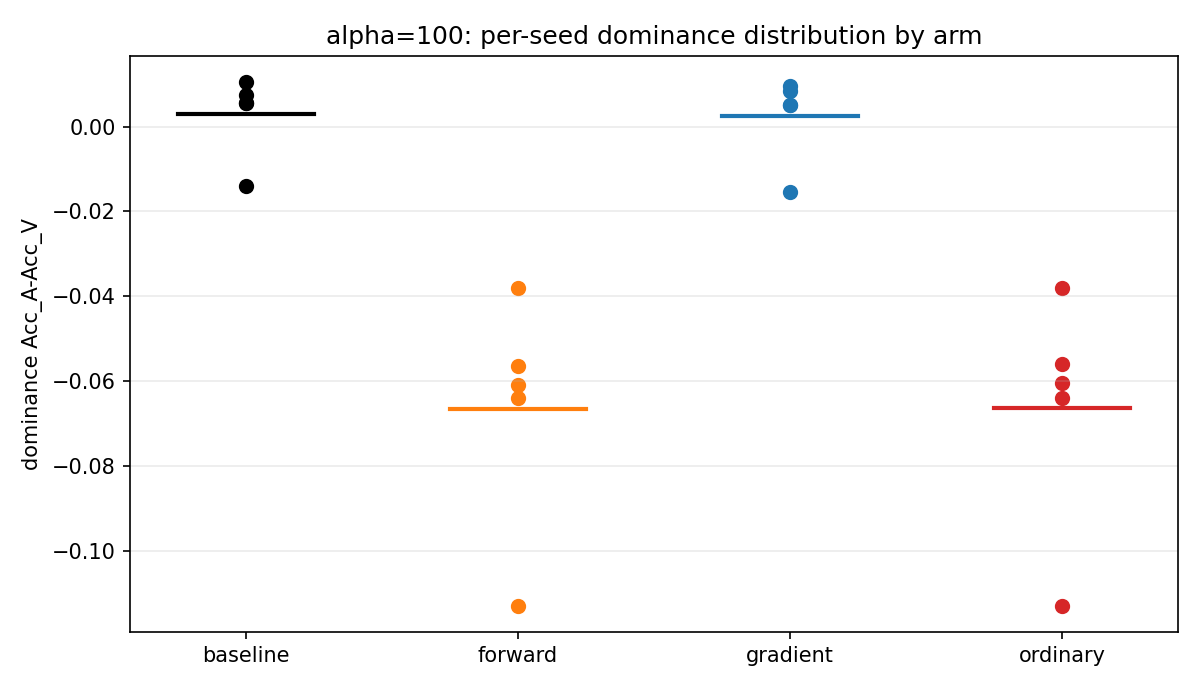 alpha=100: per-seed dominance distribution by arm
dominance Acc_A-Acc_V
0.00
−0.02
−0.04
−0.06
−0.08
−0.10
baseline
forward
gradient
ordinary